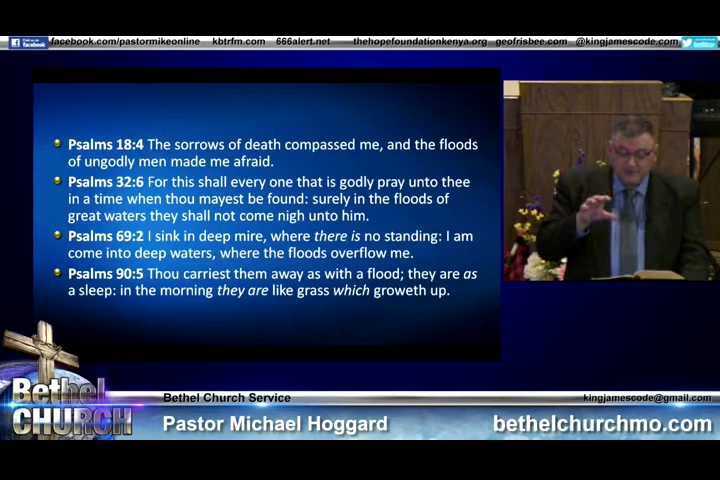 Find us on facebook facebook.com/pastormikeonline kbtrfm.com 666alert.net thehopefoundationkenya.org geofrisbee.com @kingjamescode.com twitter
Psalms 18:4 The sorrows of death compassed me, and the floods
of ungodly men made me afraid.
Psalms 32:6 For this shall every one that is godly pray unto thee
in a time when thou mayest be found: surely in the floods of
great waters they shall not come nigh unto him.
Psalms 69:2 I sink in deep mire, where there is no standing: I am
come into deep waters, where the floods overflow me.
Psalms 90:5 Thou carriest them away as with a flood; they are as
a sleep: in the morning they are like grass which groweth up.
Bethel
CHURCH
Bethel Church Service kingjamescode@gmail.com
Pastor Michael Hoggard bethelchurchmo.com